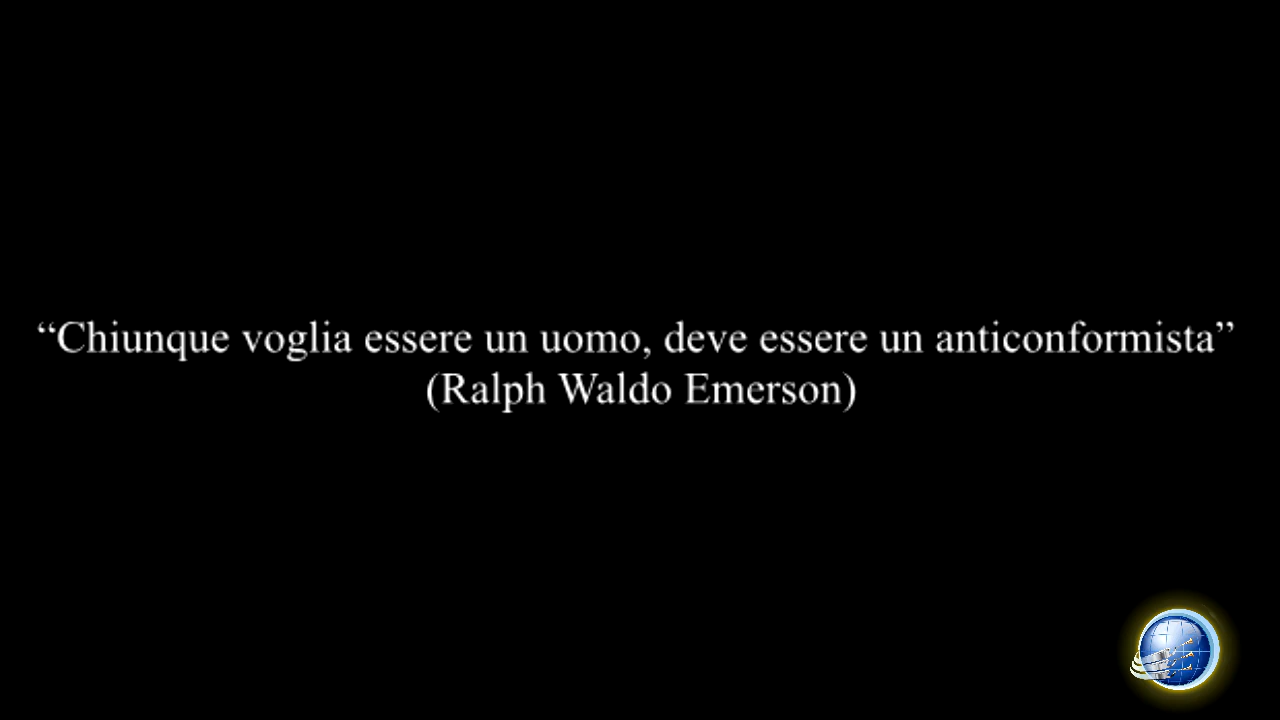 “Chiunque voglia essere un uomo, deve essere un anticonformista”
(Ralph Waldo Emerson)